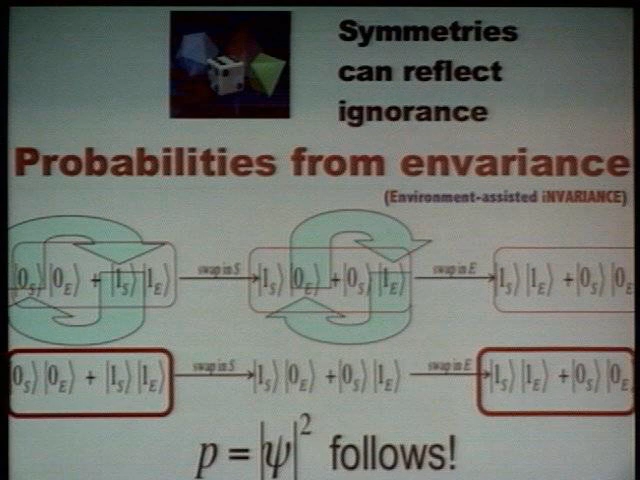 Symmetries
can reflect
ignorance
Probabilities from envariance
(Environment-assisted iNVARIANCE)
|0_S⟩|0_E⟩ + |1_S⟩|1_E⟩ swap in S |1_S⟩|0_E⟩ + |0_S⟩|1_E⟩ swap in E |1_S⟩|1_E⟩ + |0_S⟩|0_E
0_S⟩|0_E⟩ + |1_S⟩|1_E⟩ swap in S |1_S⟩|0_E⟩ + |0_S⟩|1_E⟩ swap in E |1_S⟩|1_E⟩ + |0_S⟩|0_E
p = |ψ|² follows!